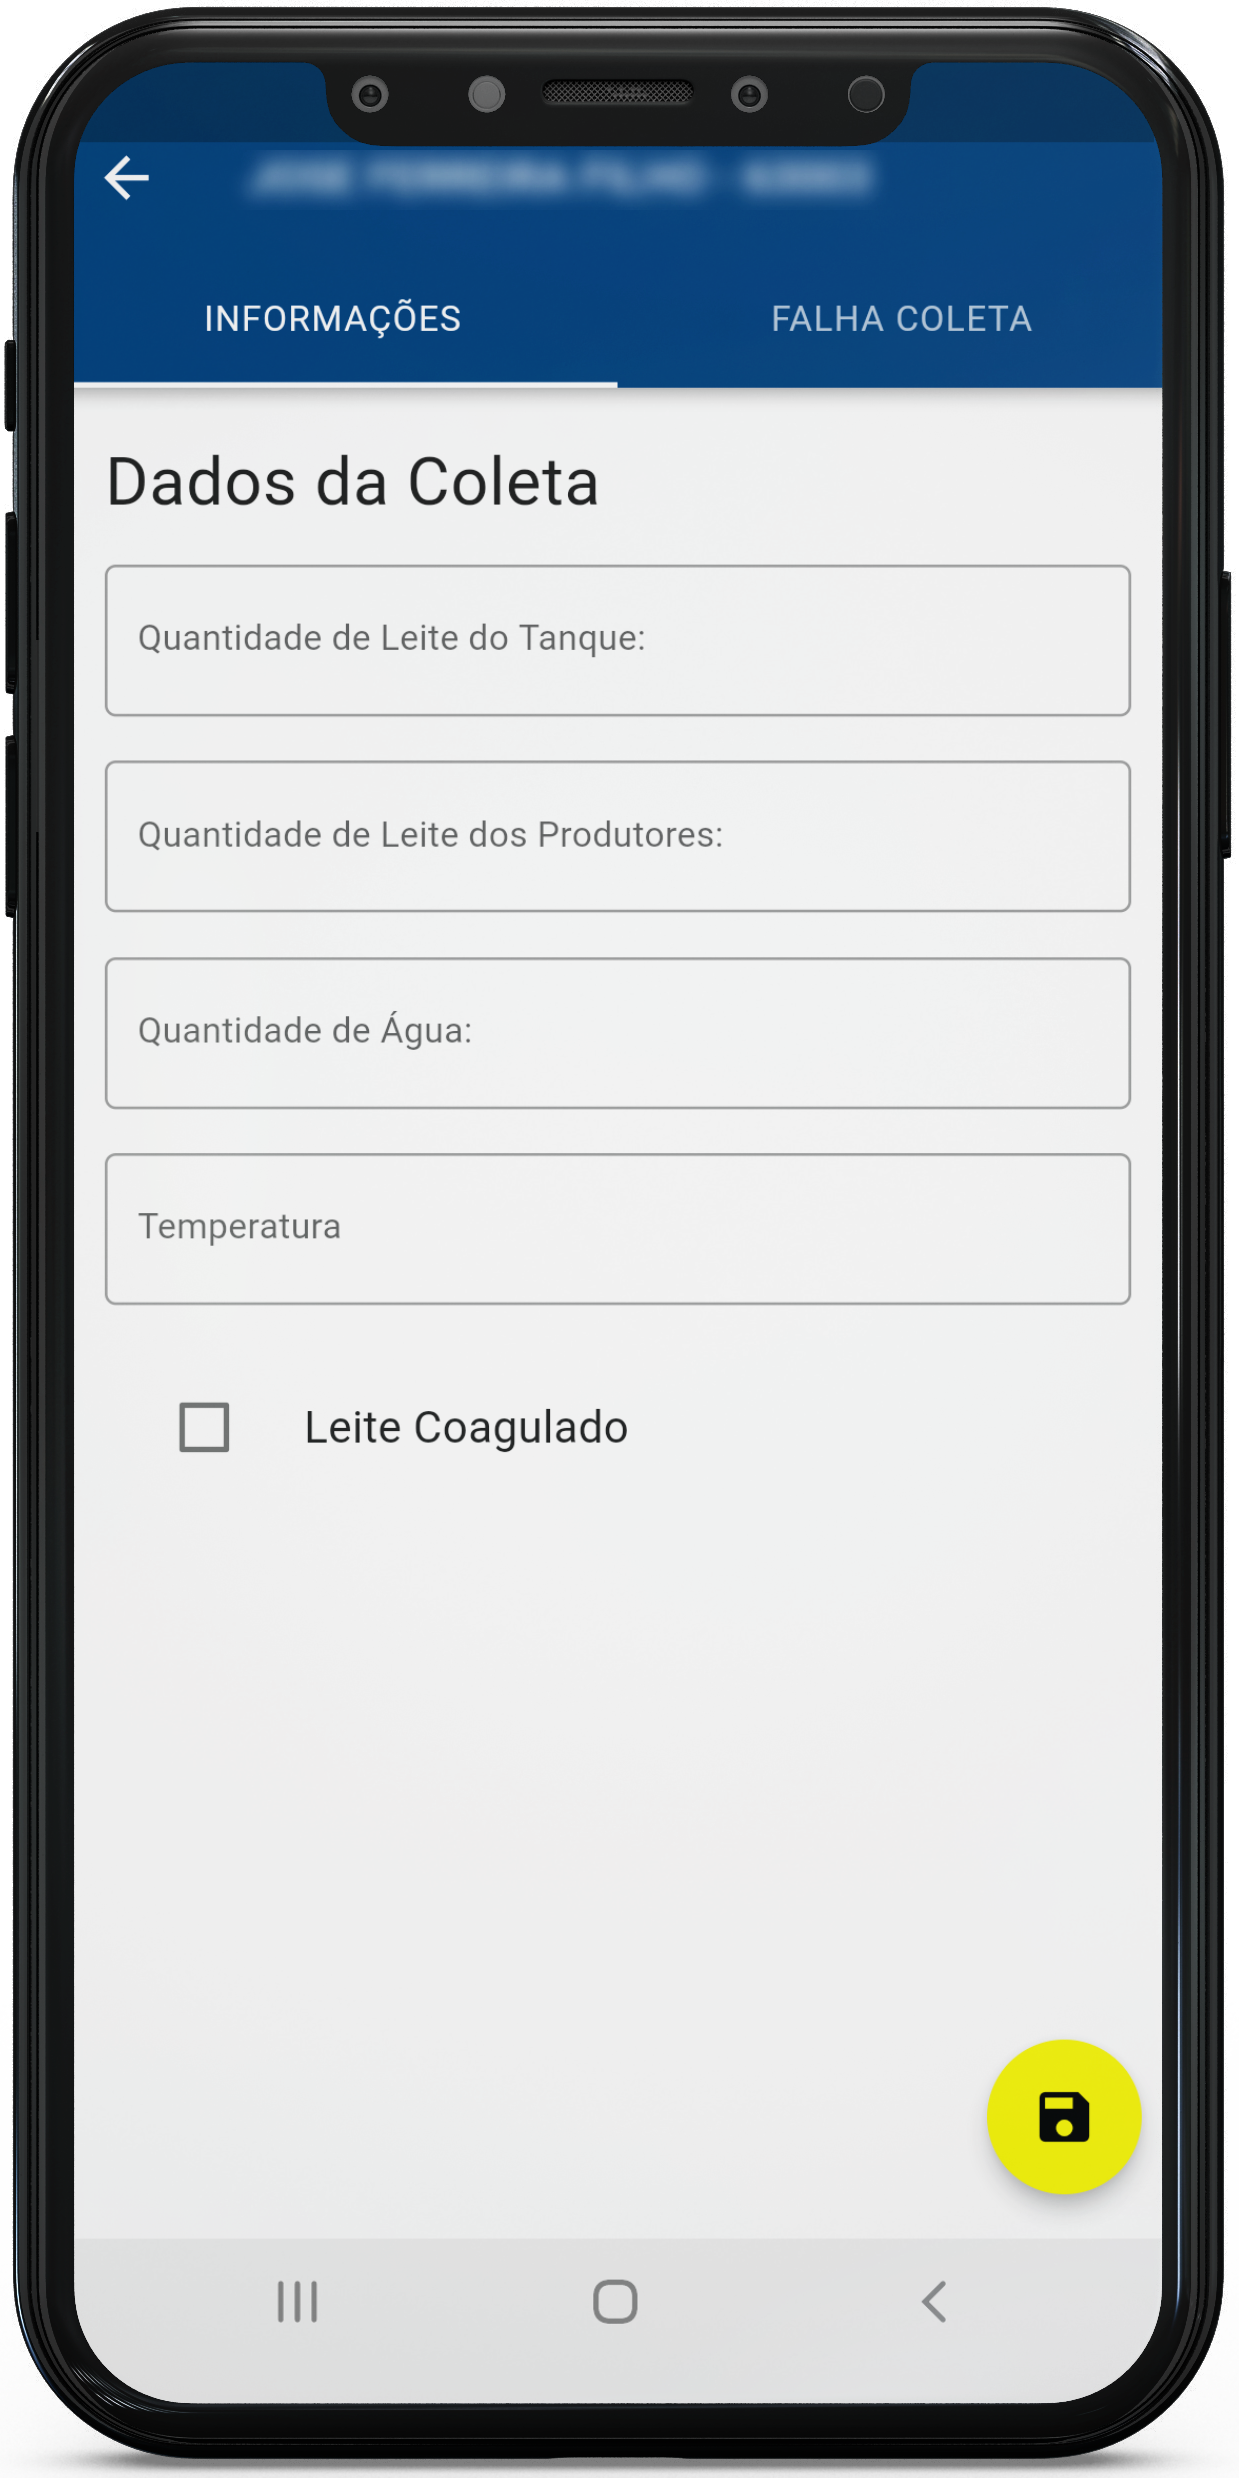 INFORMAÇÕES
FALHA COLETA
Dados da Coleta
Quantidade de Leite do Tanque:
Quantidade de Leite dos Produtores:
Quantidade de Água:
Temperatura
Leite Coagulado